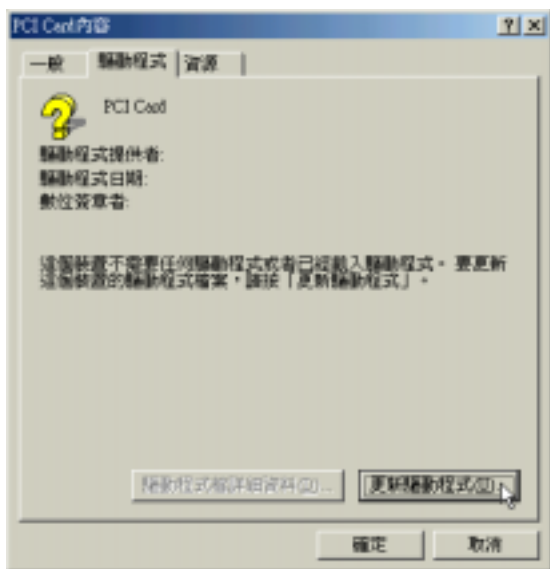 PCI Card內容
一般 驅動程式 資源
PCI Card
驅動程式提供者:
驅動程式日期:
數位簽章者:
這個裝置不需要任何驅動程式或者已經載入驅動程式。 要更新
這個裝置的驅動程式檔案,請按「更新驅動程式」。
驅動程式檔詳細資料(D)... 更新驅動程式(U)...
確定 取消